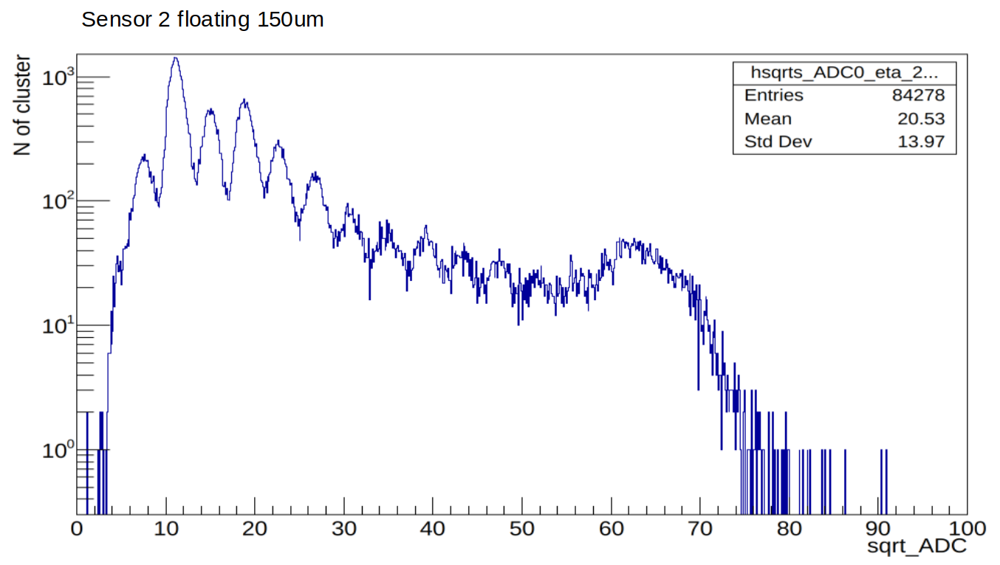 Sensor 2 floating 150um
N of cluster
hsqrts_ADC0_eta_2...
Entries 84278
Mean 20.53
Std Dev 13.97
10³
10²
10¹
10⁰
0 10 20 30 40 50 60 70 80 90 100
sqrt_ADC